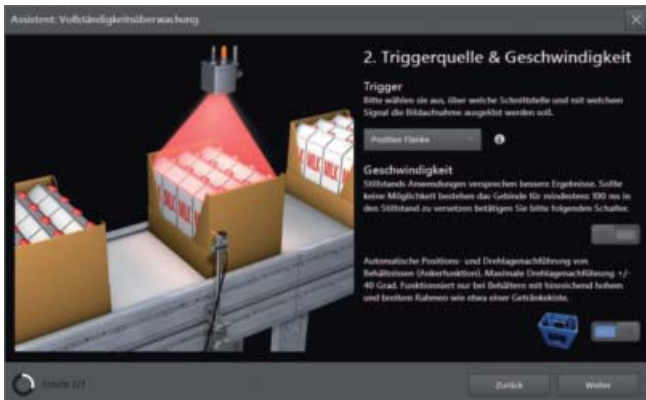 Assistent: Vollständigkeitsüberwachung
2. Triggerquelle & Geschwindigkeit
Trigger
Bitte wählen sie aus, über welche Schnittstelle und mit welchem
Signal die Bildaufnahme ausgelöst werden soll.
Positive Flanke
Geschwindigkeit
Stillstands Anwendungen versprechen bessere Ergebnisse. Sollte
keine Möglichkeit bestehen das Gebinde für mindestens 100 ms in
den Stillstand zu versetzen betätigen Sie bitte folgenden Schalter.
Automatische Positions- und Drehlagenachführung von
Behältnissen (Ankerfunktion). Maximale Drehlagenachführung +/-
40 Grad. Funktionniert nur bei Behältern mit hinreichend hohem
und breitem Rahmen wie etwa einer Getränkekiste.
Zurück
Weiter